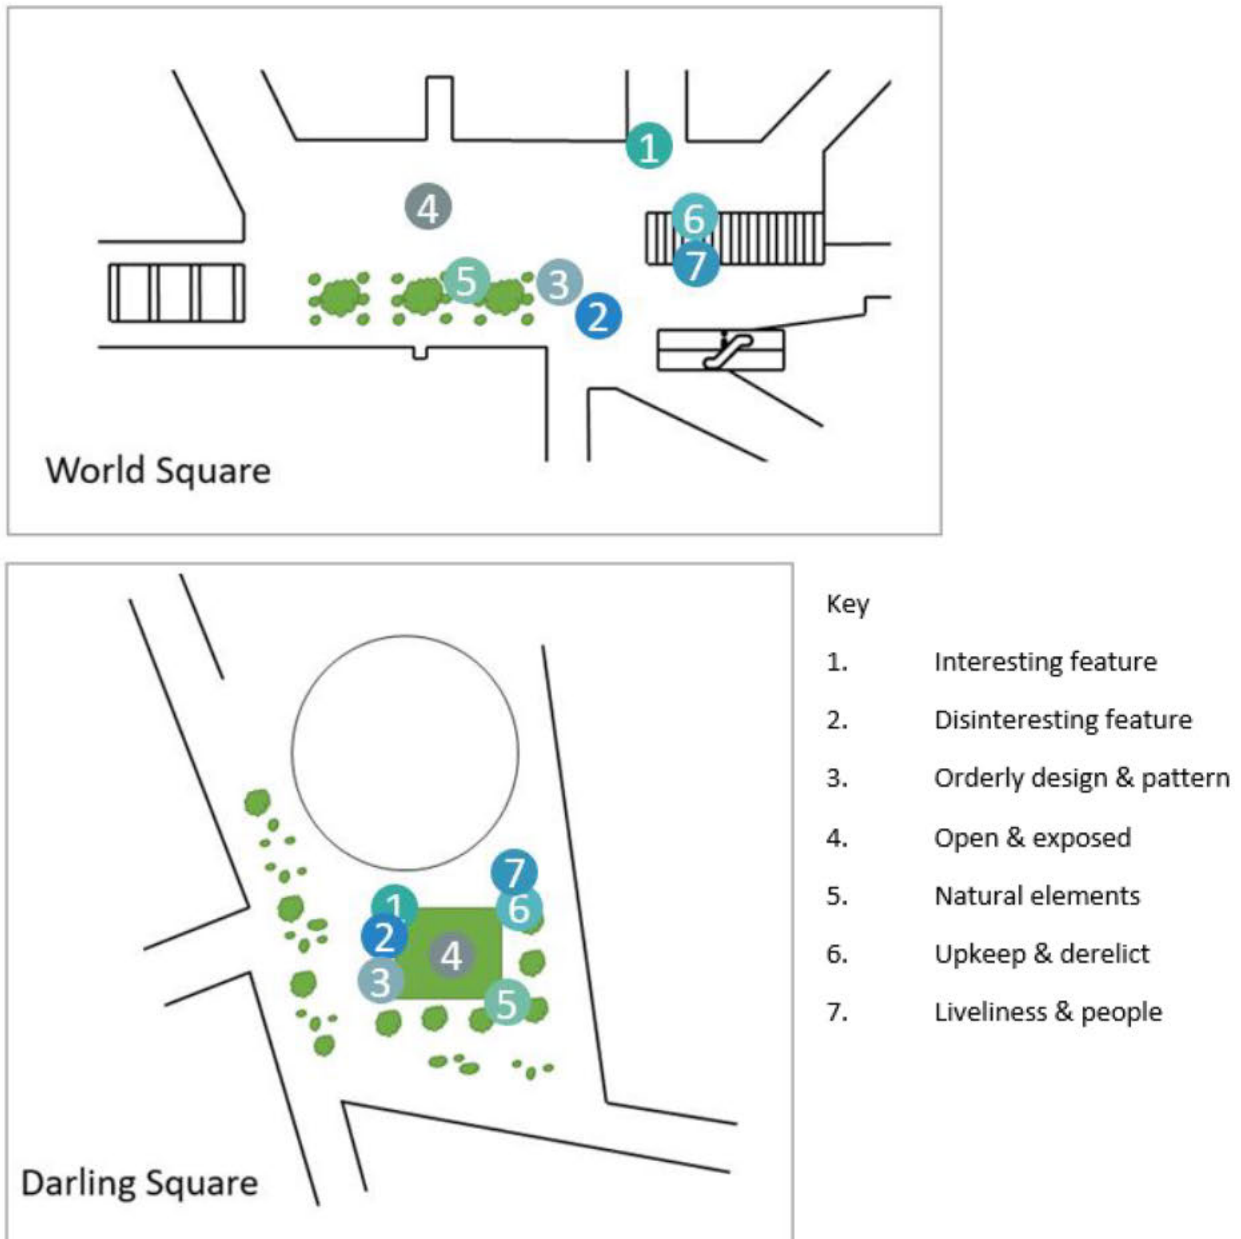 1
4
6
7
5
3
2
World Square
Key
1. Interesting feature
2. Disinteresting feature
3. Orderly design & pattern
4. Open & exposed
5. Natural elements
6. Upkeep & derelict
7. Liveliness & people
7
1
6
2
4
3
5
Darling Square